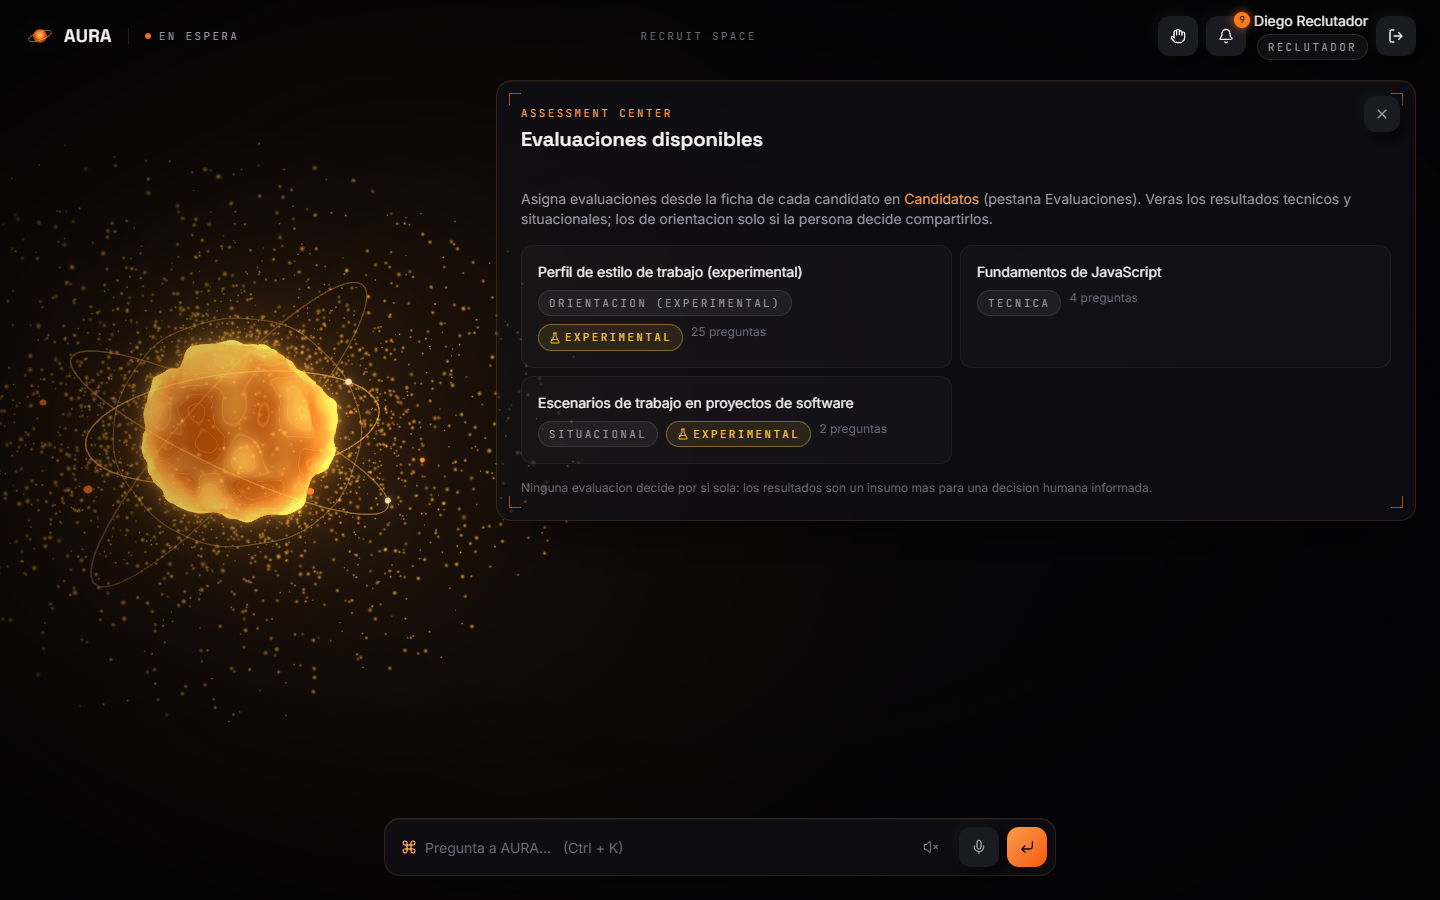 AURA
EN ESPERA
RECRUIT SPACE
9
Diego Reclutador
RECLUTADOR
ASSESSMENT CENTER
Evaluaciones disponibles
Asigna evaluaciones desde la ficha de cada candidato en Candidatos (pestana Evaluaciones). Veras los resultados tecnicos y
situacionales; los de orientacion solo si la persona decide compartirlos.
Perfil de estilo de trabajo (experimental)
ORIENTACION (EXPERIMENTAL)
EXPERIMENTAL 25 preguntas
Fundamentos de JavaScript
TECNICA 4 preguntas
Escenarios de trabajo en proyectos de software
SITUACIONAL EXPERIMENTAL 2 preguntas
Ninguna evaluacion decide por si sola: los resultados son un insumo mas para una decision humana informada.
⌘ Pregunta a AURA... (Ctrl + K)